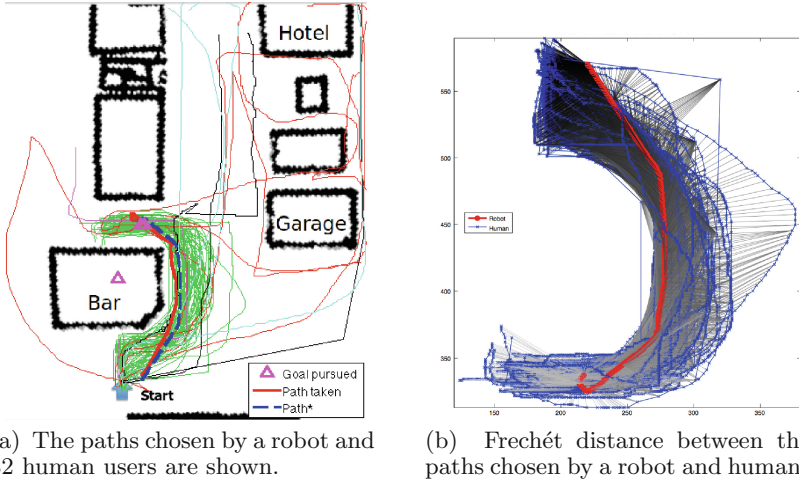 Hotel
Garage
Bar
Start
Goal pursued
Path taken
Path*
a) The paths chosen by a robot and
2 human users are shown.
550
500
450
400
350
Robot
Human
150
200
250
300
350
(b) Frechét distance between th
paths chosen by a robot and human